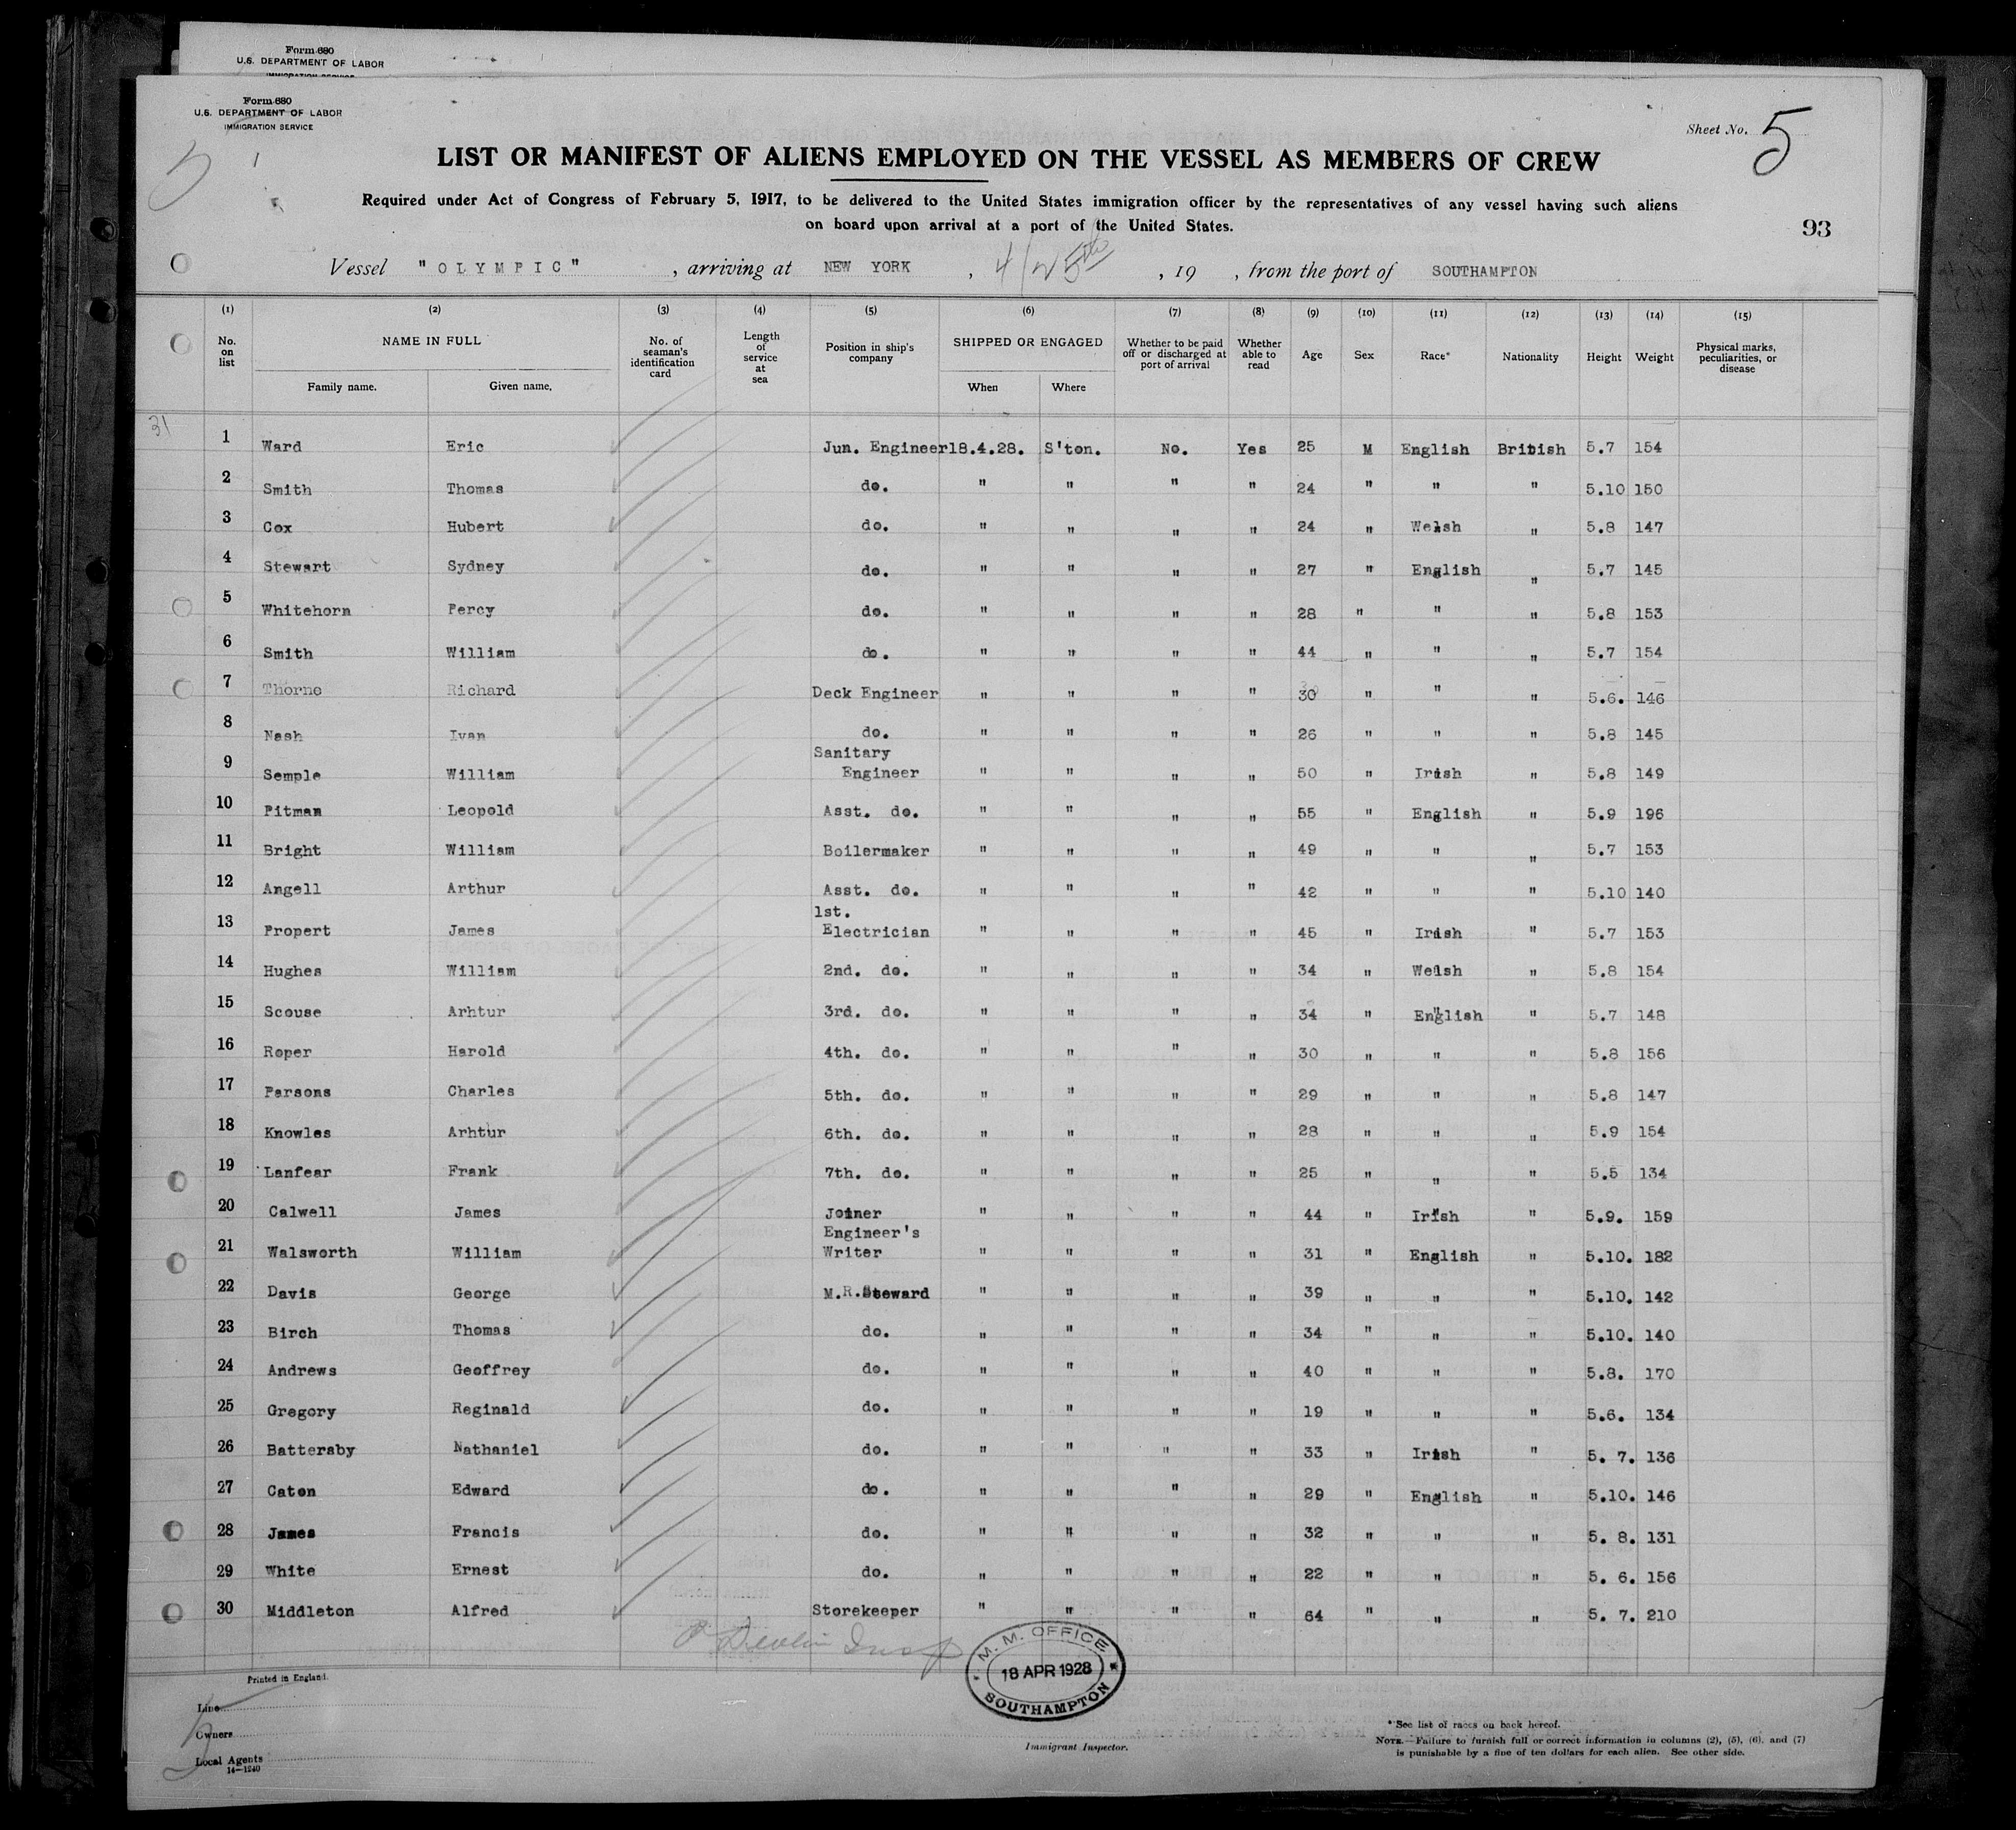 Form 680
U.S. DEPARTMENT OF LABOR
IMMIGRATION SERVICE
Form 680
U.S. DEPARTMENT OF LABOR
IMMIGRATION SERVICE
Sheet No. 5
LIST OR MANIFEST OF ALIENS EMPLOYED ON THE VESSEL AS MEMBERS OF CREW
Required under Act of Congress of February 5, 1917, to be delivered to the United States immigration officer by the representatives of any vessel having such aliens
on board upon arrival at a port of the United States.
93
Vessel "OLYMPIC", arriving at NEW YORK, 4/25th, 19 , from the port of SOUTHAMPTON
(1) (2) (3) (4) (5) (6) (7) (8) (9) (10) (11) (12) (13) (14) (15)
No. on list NAME IN FULL Family name. Given name. No. of seaman's identification card Length of service at sea Position in ship's company SHIPPED OR ENGAGED When Where Whether to be paid off or discharged at port of arrival Whether able to read Age Sex Race* Nationality Height Weight Physical marks, peculiarities, or disease
31
1 Ward Eric Jun. Engineer 18.4.28. S'ton. No. Yes 25 M English British 5.7 154
2 Smith Thomas do. " " " " 24 " " " 5.10 150
3 Cox Hubert do. " " " " 24 " Welsh " 5.8 147
4 Stewart Sydney do. " " " " 27 " English " 5.7 145
5 Whitehorn Percy do. " " " " 28 " " " 5.8 153
6 Smith William do. " " " " 44 " " " 5.7 154
7 Thorne Richard Deck Engineer " " " " 30 " " " 5.6. 146
8 Nash Ivan do. " " " " 26 " " " 5.8 145
9 Semple William Sanitary Engineer " " " " 50 " Irish " 5.8 149
10 Pitman Leopold Asst. do. " " " " 55 " English " 5.9 196
11 Bright William Boilermaker " " " " 49 " " " 5.7 153
12 Angell Arthur Asst. do. " " " " 42 " " " 5.10 140
13 Propert James 1st. Electrician " " " " 45 " Irish " 5.7 153
14 Hughes William 2nd. do. " " " " 34 " Welsh " 5.8 154
15 Scouse Arhtur 3rd. do. " " " " 34 " English " 5.7 148
16 Roper Harold 4th. do. " " " " 30 " " " 5.8 156
17 Parsons Charles 5th. do. " " " " 29 " " " 5.8 147
18 Knowles Arhtur 6th. do. " " " " 28 " " " 5.9 154
19 Lanfear Frank 7th. do. " " " " 25 " " " 5.5 134
20 Calwell James Joiner " " " " 44 " Irish " 5.9. 159
21 Walsworth William Engineer's Writer " " " " 31 " English " 5.10. 182
22 Davis George M.R.Steward " " " " 39 " " " 5.10. 142
23 Birch Thomas do. " " " " 34 " " " 5.10. 140
24 Andrews Geoffrey do. " " " " 40 " " " 5.8. 170
25 Gregory Reginald do. " " " " 19 " " " 5.6. 134
26 Battersby Nathaniel do. " " " " 33 " Irish " 5. 7. 136
27 Caton Edward do. " " " " 29 " English " 5.10. 146
28 James Francis do. " " " " 32 " " " 5. 8. 131
29 White Ernest do. " " " " 22 " " " 5. 6. 156
30 Middleton Alfred Storekeeper " " " " 64 " " " 5. 7. 210
Insp
M. M. OFFICE
18 APR 1928
SOUTHAMPTON
Printed in England.
Line
Owners
Local Agents
14—1240
Immigrant Inspector.
*See list of races on back hereof.
NOTE.—Failure to furnish full or correct information in columns (2), (5), (6), and (7)
is punishable by a fine of ten dollars for each alien. See other side.